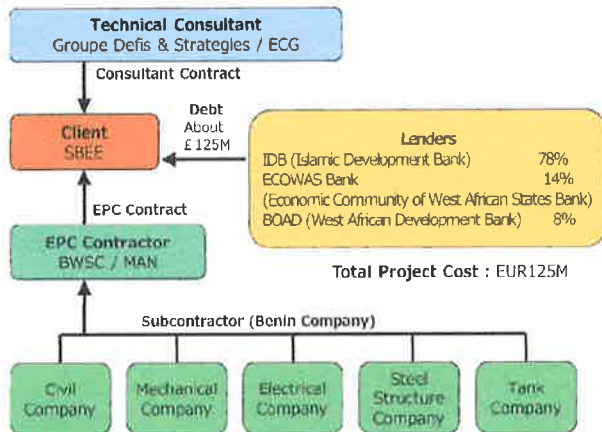 Technical Consultant
Groupe Defis & Strategies / ECG
Consultant Contract
Debt
About
£ 125M
Client
SBEE
Lenders
IDB (Islamic Development Bank) 78%
ECOWAS Bank 14%
(Economic Community of West African States Bank)
BOAD (West African Development Bank) 8%
EPC Contract
EPC Contractor
BWSC / MAN
Total Project Cost : EUR125M
Subcontractor (Benin Company)
Civil
Company
Mechanical
Company
Electrical
Company
Steel
Structure
Company
Tank
Company